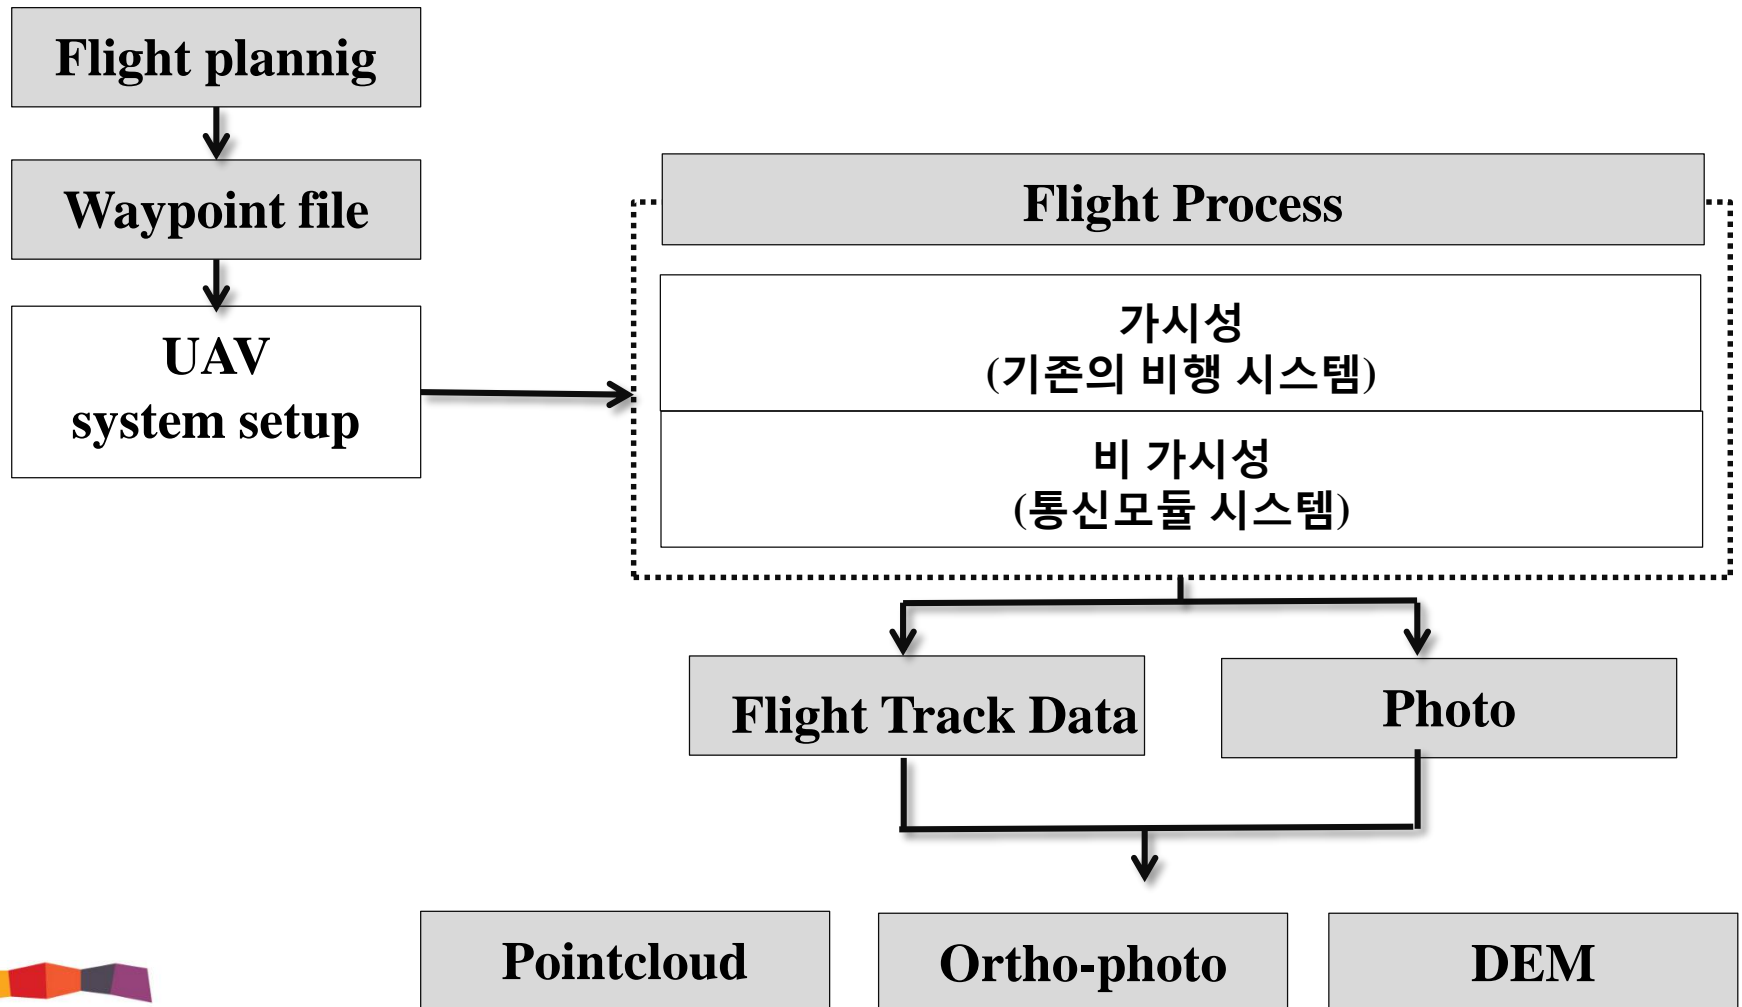 Flight plannig
Waypoint file
UAV
system setup
Flight Process
가시성
(기존의 비행 시스템)
비 가시성
(통신모듈 시스템)
Flight Track Data
Photo
Pointcloud
Ortho-photo
DEM